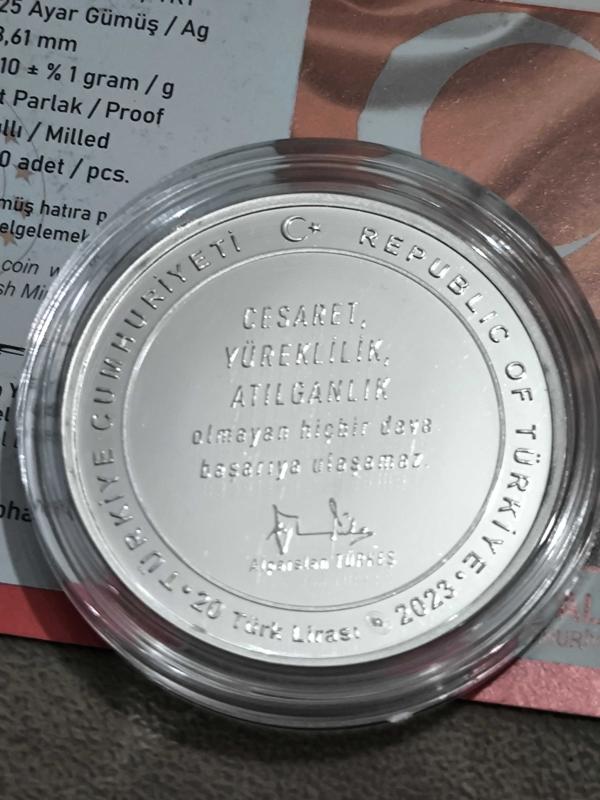 25 Ayar Gümüş / Ag
8,61 mm
10 ± % 1 gram / g
t Parlak / Proof
/ Milled
0 adet / pcs.
hatıra
coin
TÜRKİYE CUMHURİYETİ
REPUBLIC OF TÜRKİYE
CESARET,
YÜREKLİLİK,
ATILGANLIK
olmayan hiçbir dava
başarıya ulaşamaz.
Alparslan TÜRKEŞ
20 Türk Lirası
2023